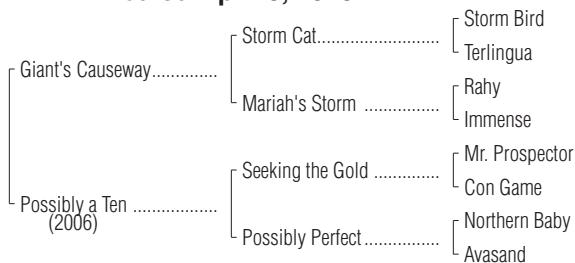 Storm Bird
Storm Cat
Terlingua
Giant's Causeway
Rahy
Mariah's Storm
Immense
Mr. Prospector
Seeking the Gold
Con Game
Possibly a Ten
(2006)
Northern Baby
Possibly Perfect
Avasand